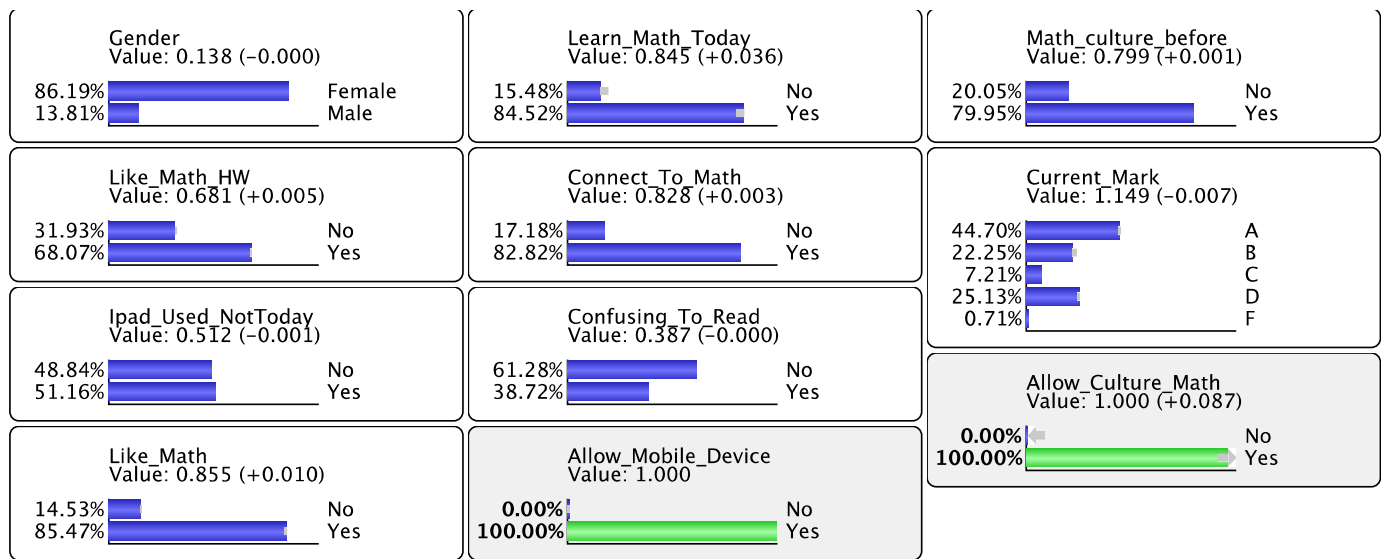 Gender
Value: 0.138 (−0.000)
86.19% Female
13.81% Male
Like_Math_HW
Value: 0.681 (+0.005)
31.93% No
68.07% Yes
Ipad_Used_NotToday
Value: 0.512 (−0.001)
48.84% No
51.16% Yes
Like_Math
Value: 0.855 (+0.010)
14.53% No
85.47% Yes
Learn_Math_Today
Value: 0.845 (+0.036)
15.48% No
84.52% Yes
Connect_To_Math
Value: 0.828 (+0.003)
17.18% No
82.82% Yes
Confusing_To_Read
Value: 0.387 (−0.000)
61.28% No
38.72% Yes
Allow_Mobile_Device
Value: 1.000
0.00% No
100.00% Yes
Math_culture_before
Value: 0.799 (+0.001)
20.05% No
79.95% Yes
Current_Mark
Value: 1.149 (−0.007)
44.70% A
22.25% B
7.21% C
25.13% D
0.71% F
Allow_Culture_Math
Value: 1.000 (+0.087)
0.00% No
100.00% Yes